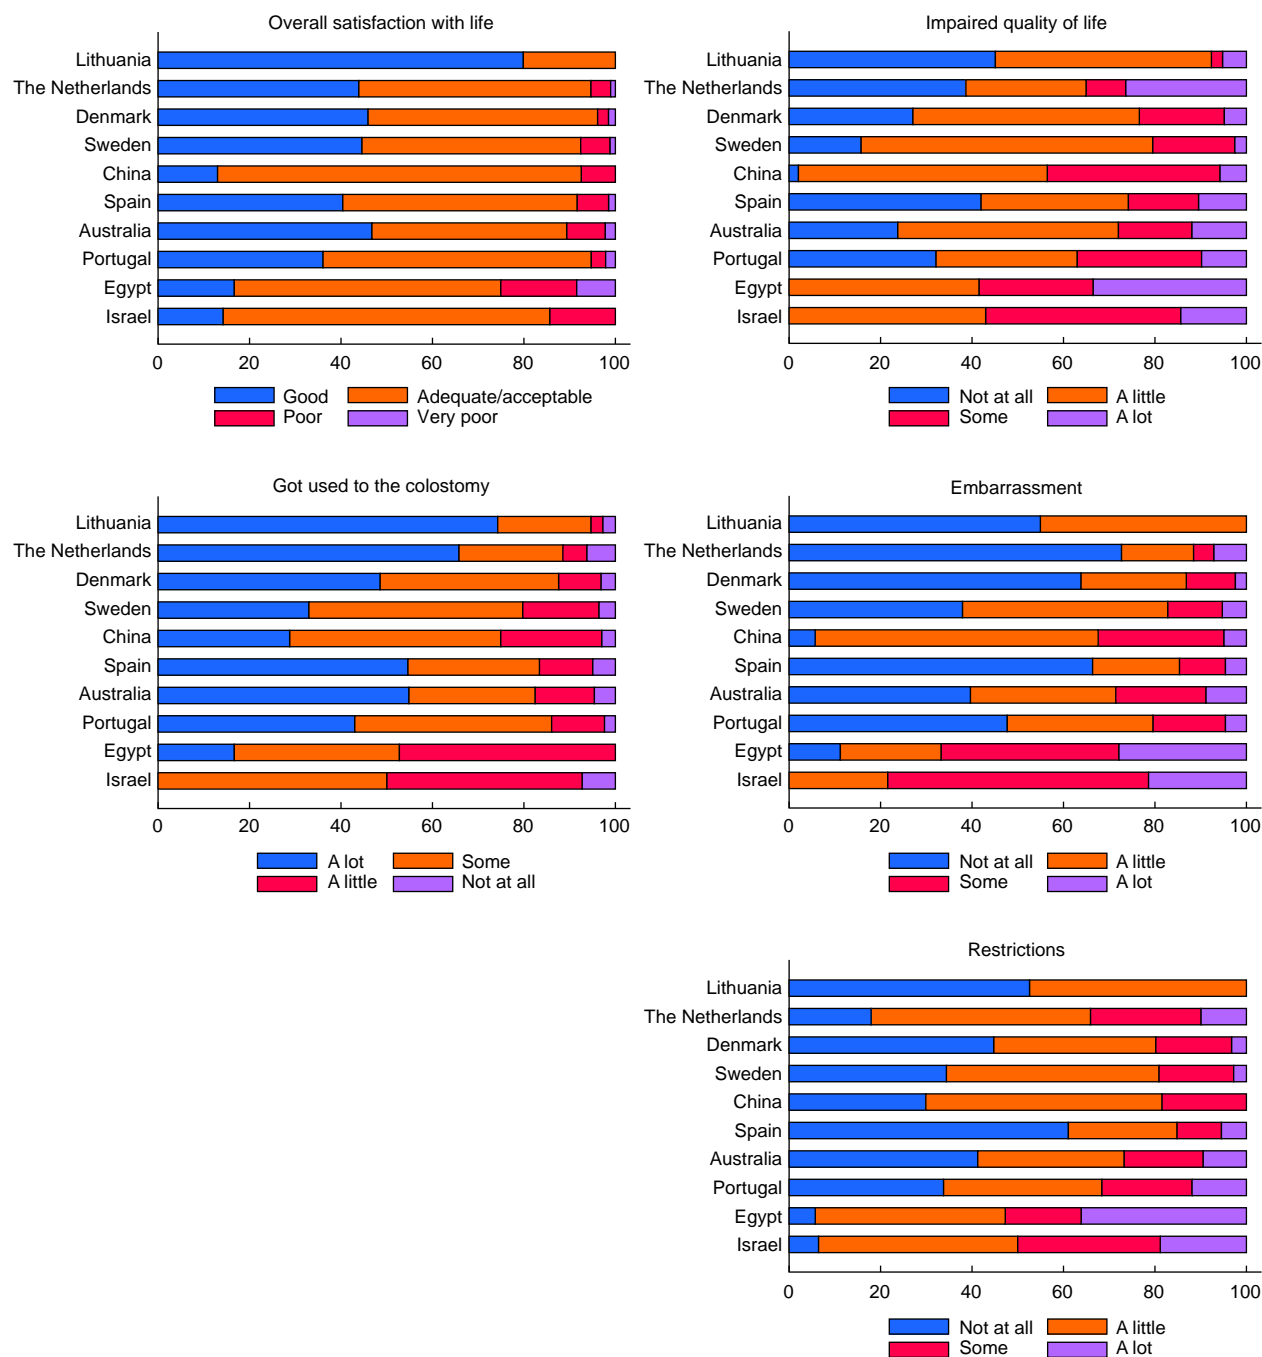 Overall satisfaction with life
Lithuania
The Netherlands
Denmark
Sweden
China
Spain
Australia
Portugal
Egypt
Israel
0 20 40 60 80 100
Good Adequate/acceptable
Poor Very poor
Impaired quality of life
Lithuania
The Netherlands
Denmark
Sweden
China
Spain
Australia
Portugal
Egypt
Israel
0 20 40 60 80 100
Not at all A little
Some A lot
Got used to the colostomy
Lithuania
The Netherlands
Denmark
Sweden
China
Spain
Australia
Portugal
Egypt
Israel
0 20 40 60 80 100
A lot Some
A little Not at all
Embarrassment
Lithuania
The Netherlands
Denmark
Sweden
China
Spain
Australia
Portugal
Egypt
Israel
0 20 40 60 80 100
Not at all A little
Some A lot
Restrictions
Lithuania
The Netherlands
Denmark
Sweden
China
Spain
Australia
Portugal
Egypt
Israel
0 20 40 60 80 100
Not at all A little
Some A lot